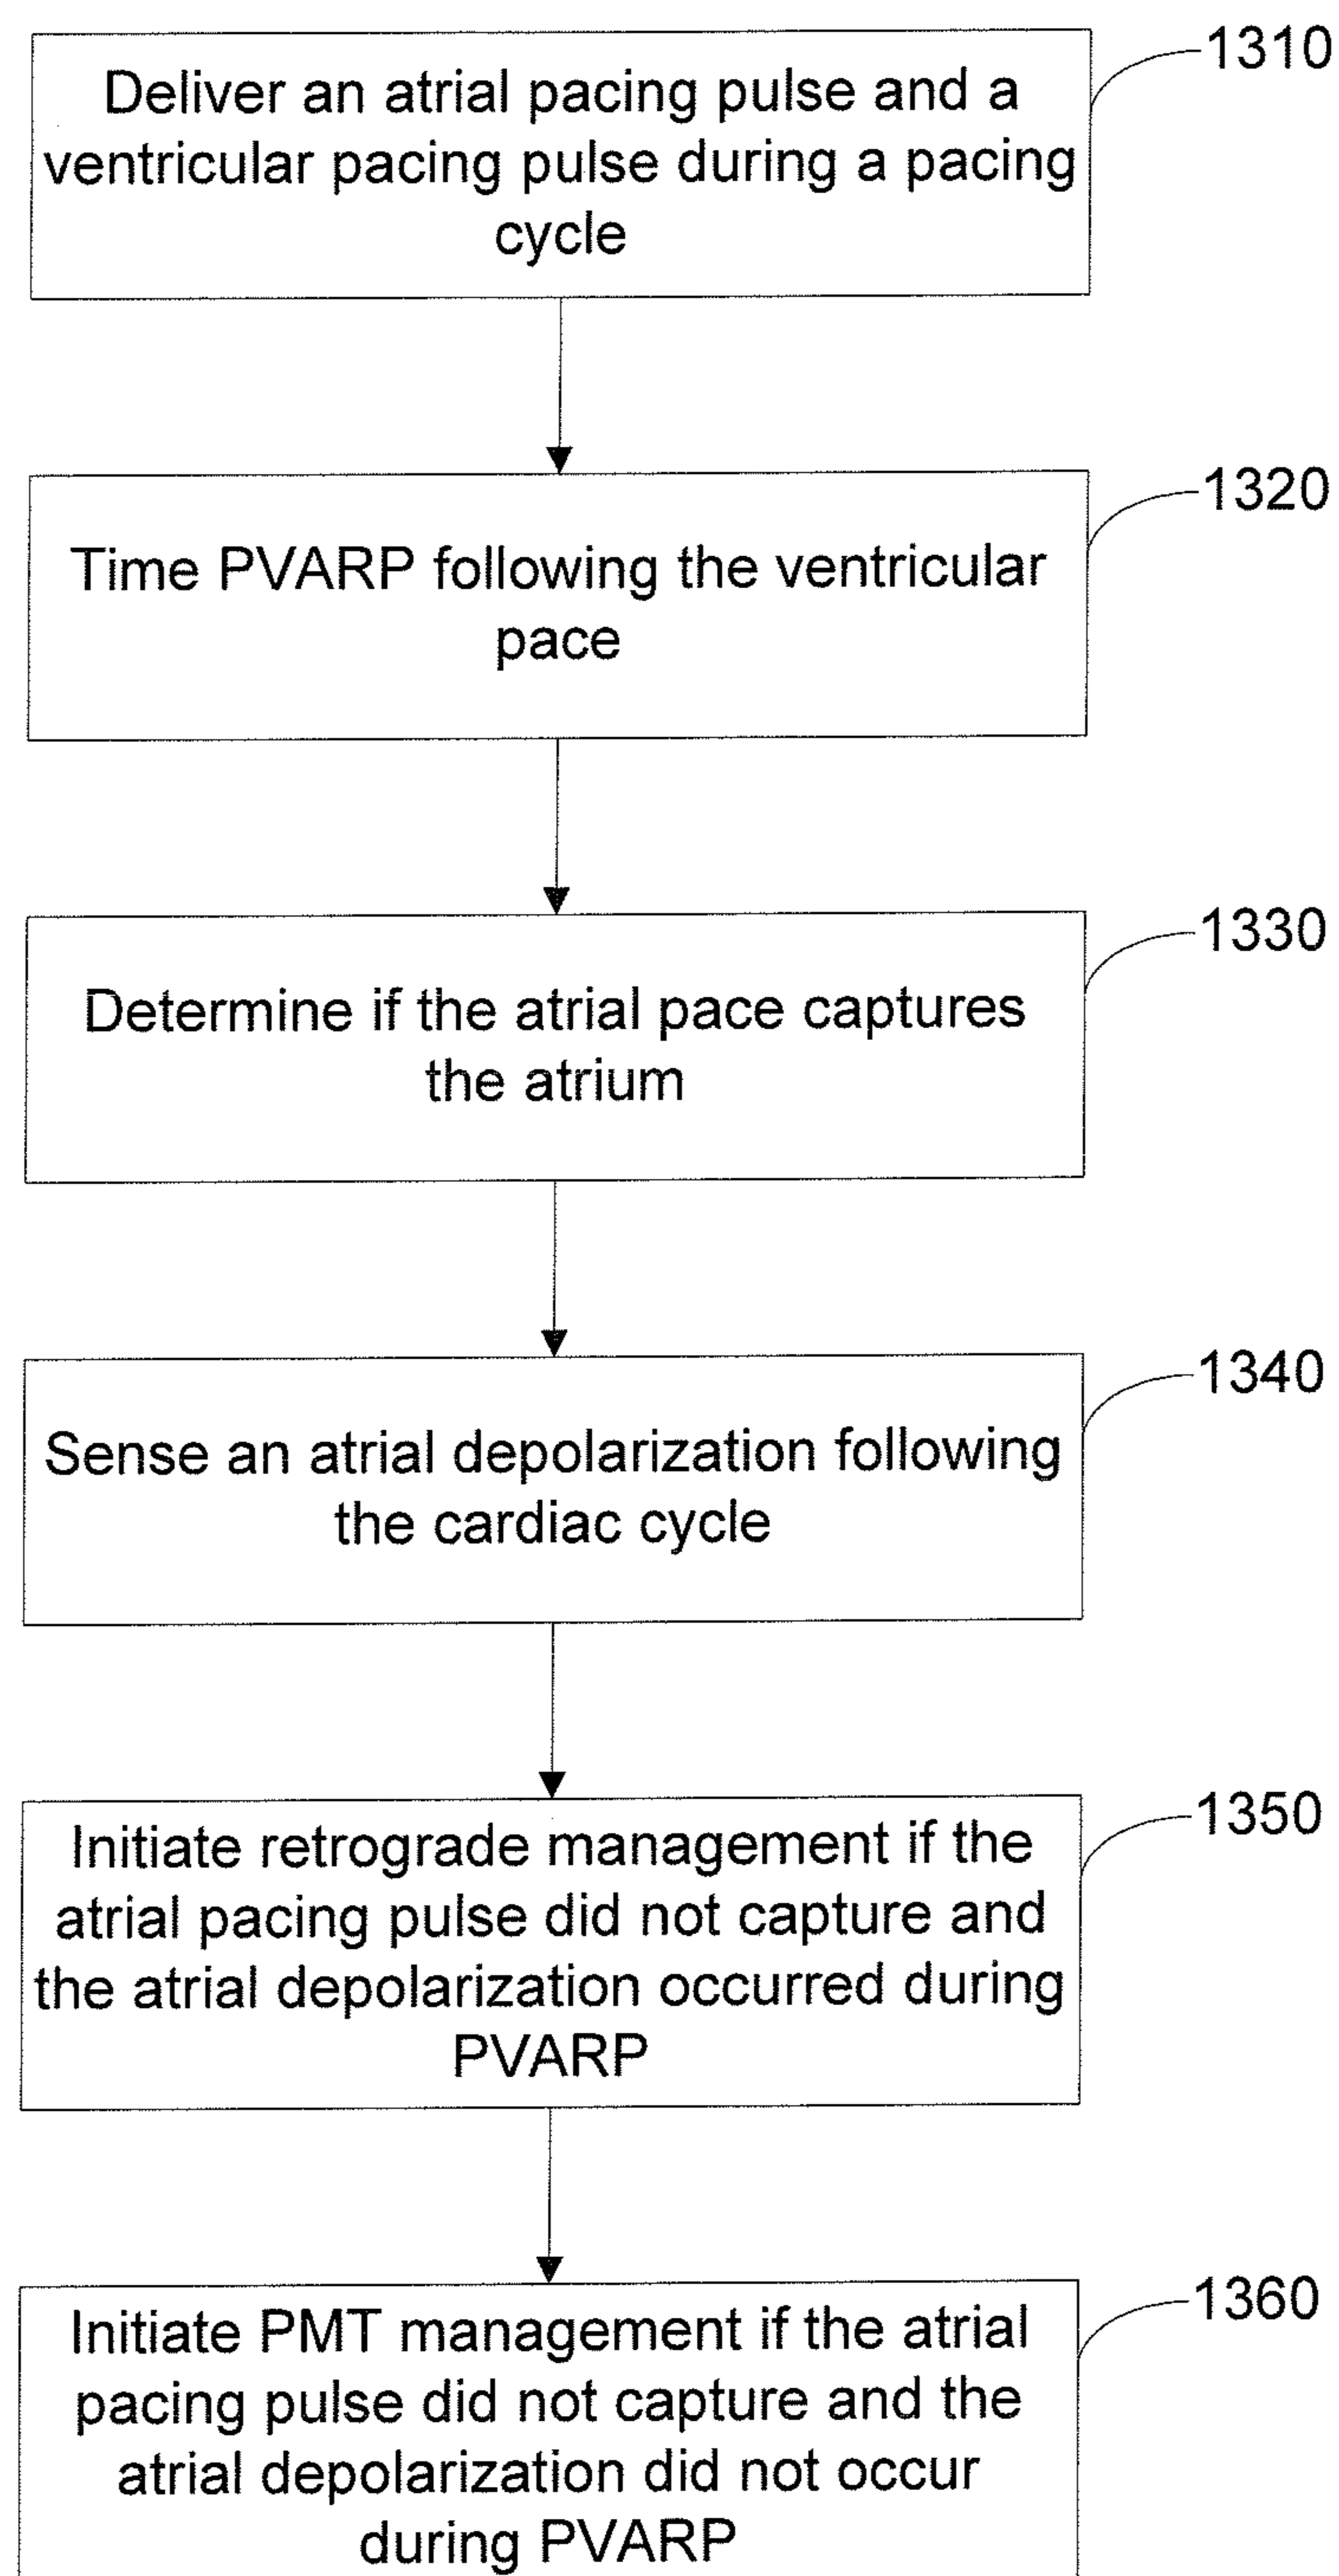 1310
Deliver an atrial pacing pulse and a
ventricular pacing pulse during a pacing
cycle
1320
Time PVARP following the ventricular
pace
1330
Determine if the atrial pace captures
the atrium
1340
Sense an atrial depolarization following
the cardiac cycle
1350
Initiate retrograde management if the
atrial pacing pulse did not capture and
the atrial depolarization occurred during
PVARP
1360
Initiate PMT management if the atrial
pacing pulse did not capture and the
atrial depolarization did not occur
during PVARP